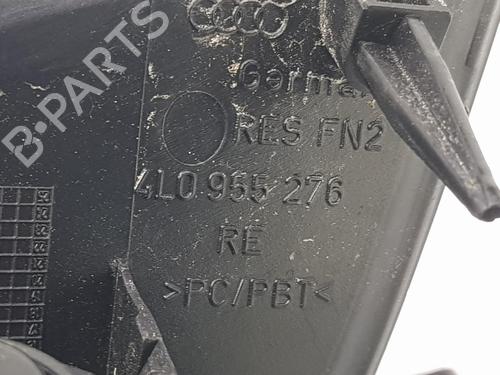 German
RES FN2
4L0 955 276
RE
>PC/PBT<
B-PARTS